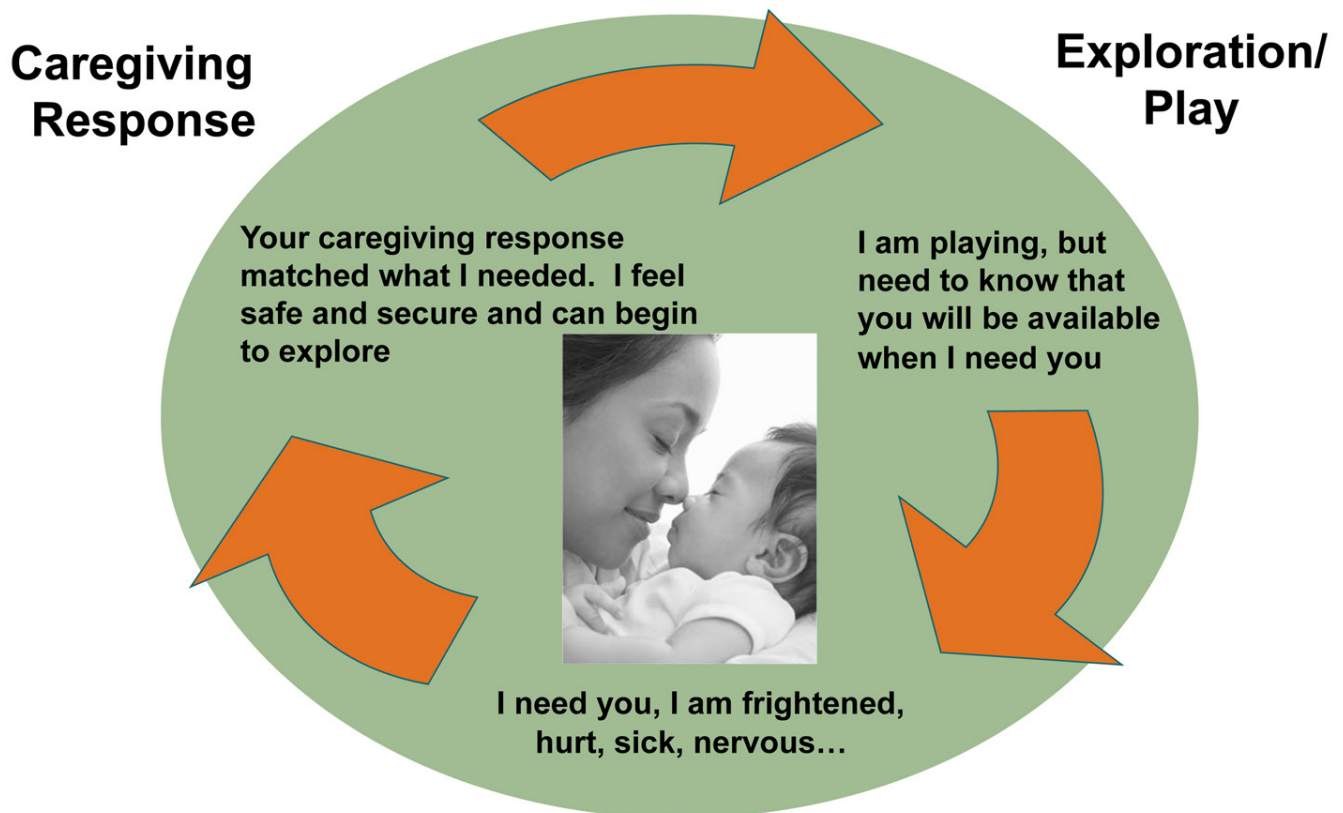 Caregiving
Response
Exploration/
Play
Your caregiving response
matched what I needed.  I feel
safe and secure and can begin
to explore
I am playing, but
need to know that
you will be available
when I need you
I need you, I am frightened,
hurt, sick, nervous...